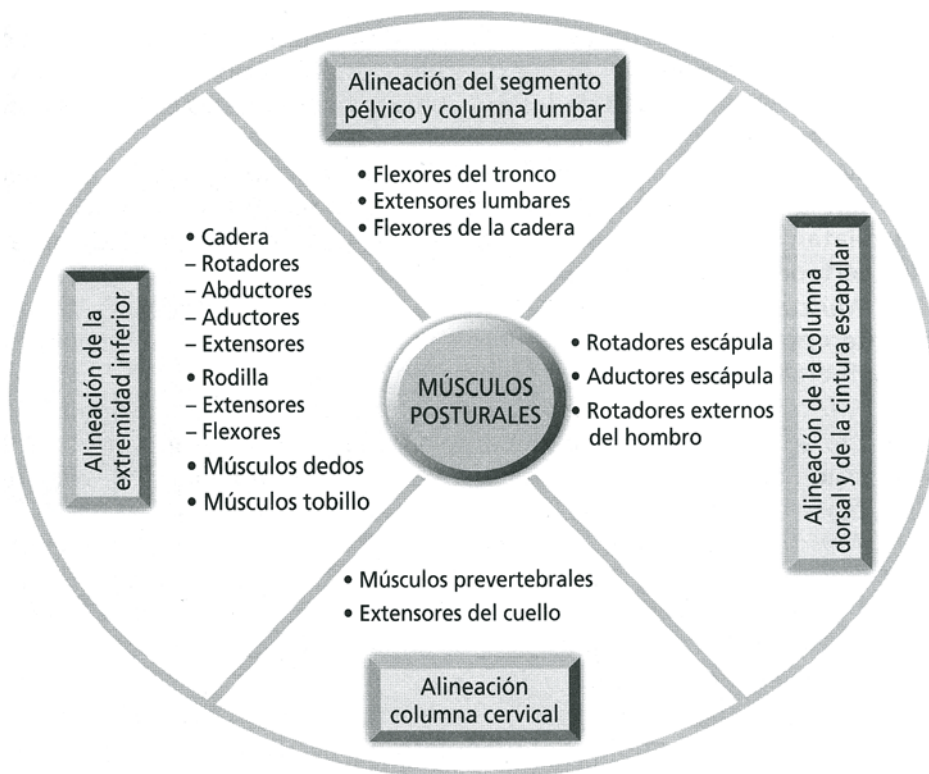 Alineación del segmento
pélvico y columna lumbar
• Flexores del tronco
• Extensores lumbares
• Flexores de la cadera
Alineación de la
extremidad inferior
• Cadera
– Rotadores
– Abductores
– Aductores
– Extensores
• Rodilla
– Extensores
– Flexores
• Músculos dedos
• Músculos tobillo
MÚSCULOS
POSTURALES
• Rotadores escápula
• Aductores escápula
• Rotadores externos
del hombro
Alineación de la columna
dorsal y de la cintura escapular
• Músculos prevertebrales
• Extensores del cuello
Alineación
columna cervical